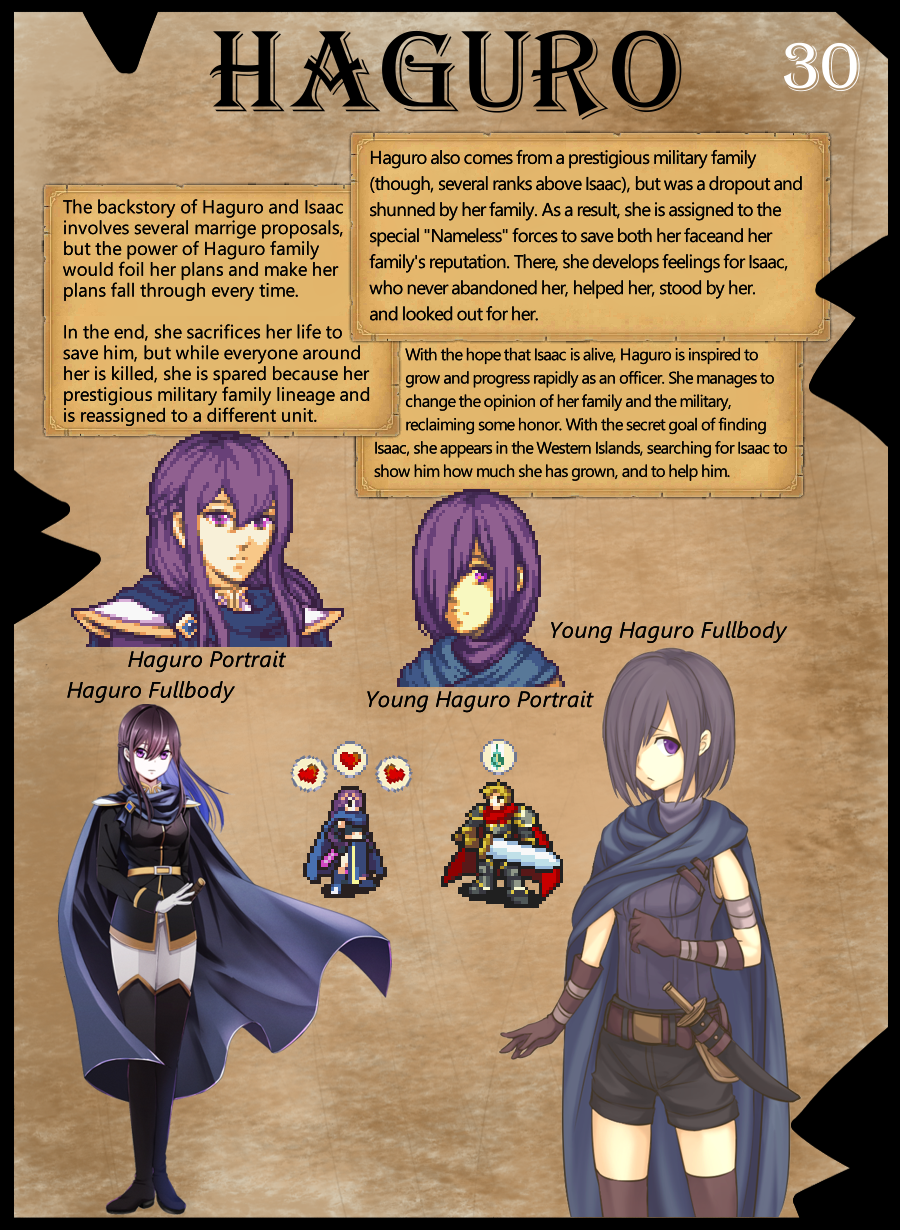 HAGURO
30
Haguro also comes from a prestigious military family
(though, several ranks above Isaac), but was a dropout and
shunned by her family. As a result, she is assigned to the
special "Nameless" forces to save both her faceand her
family's reputation. There, she develops feelings for Isaac,
who never abandoned her, helped her, stood by her.
and looked out for her.
The backstory of Haguro and Isaac
involves several marrige proposals,
but the power of Haguro family
would foil her plans and make her
plans fall through every time.
In the end, she sacrifices her life to
save him, but while everyone around
her is killed, she is spared because her
prestigious military family lineage and
is reassigned to a different unit.
With the hope that Isaac is alive, Haguro is inspired to
grow and progress rapidly as an officer. She manages to
change the opinion of her family and the military,
reclaiming some honor. With the secret goal of finding
Isaac, she appears in the Western Islands, searching for Isaac to
show him how much she has grown, and to help him.
Haguro Portrait
Young Haguro Fullbody
Haguro Fullbody
Young Haguro Portrait